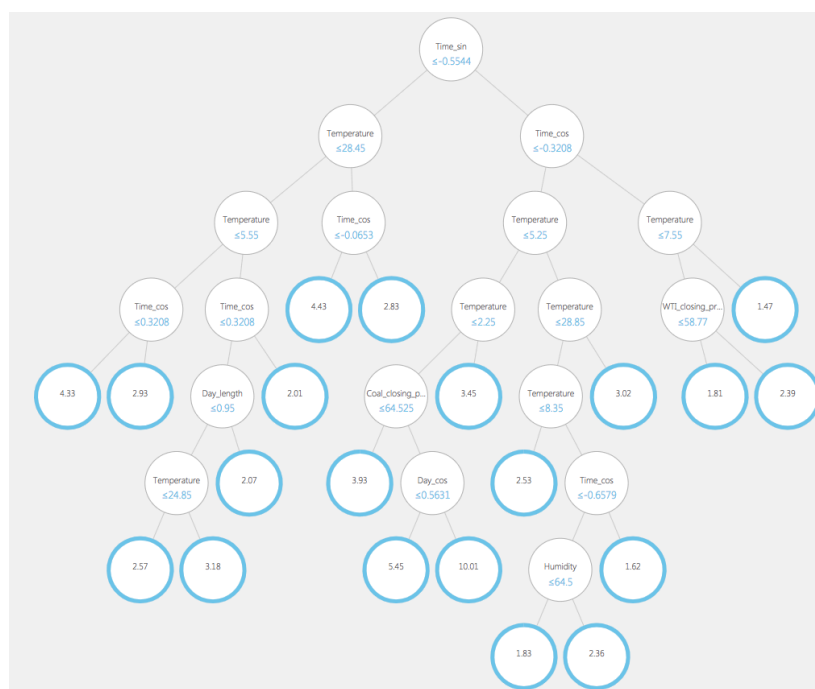 Time_sin
≤-0.5544
Temperature
≤28.45
Time_cos
≤-0.3208
Temperature
≤5.55
Time_cos
≤-0.0653
Temperature
≤5.25
Temperature
≤7.55
Time_cos
≤0.3208
Time_cos
≤0.3208
4.43
2.83
Temperature
≤2.25
Temperature
≤28.85
WTI_closing_pr...
≤58.77
1.47
4.33
2.93
Day_length
≤0.95
2.01
Coal_closing_p...
≤64.525
3.45
Temperature
≤8.35
3.02
1.81
2.39
Temperature
≤24.85
2.07
3.93
Day_cos
≤0.5631
2.53
Time_cos
≤-0.6579
2.57
3.18
5.45
10.01
Humidity
≤64.5
1.62
1.83
2.36